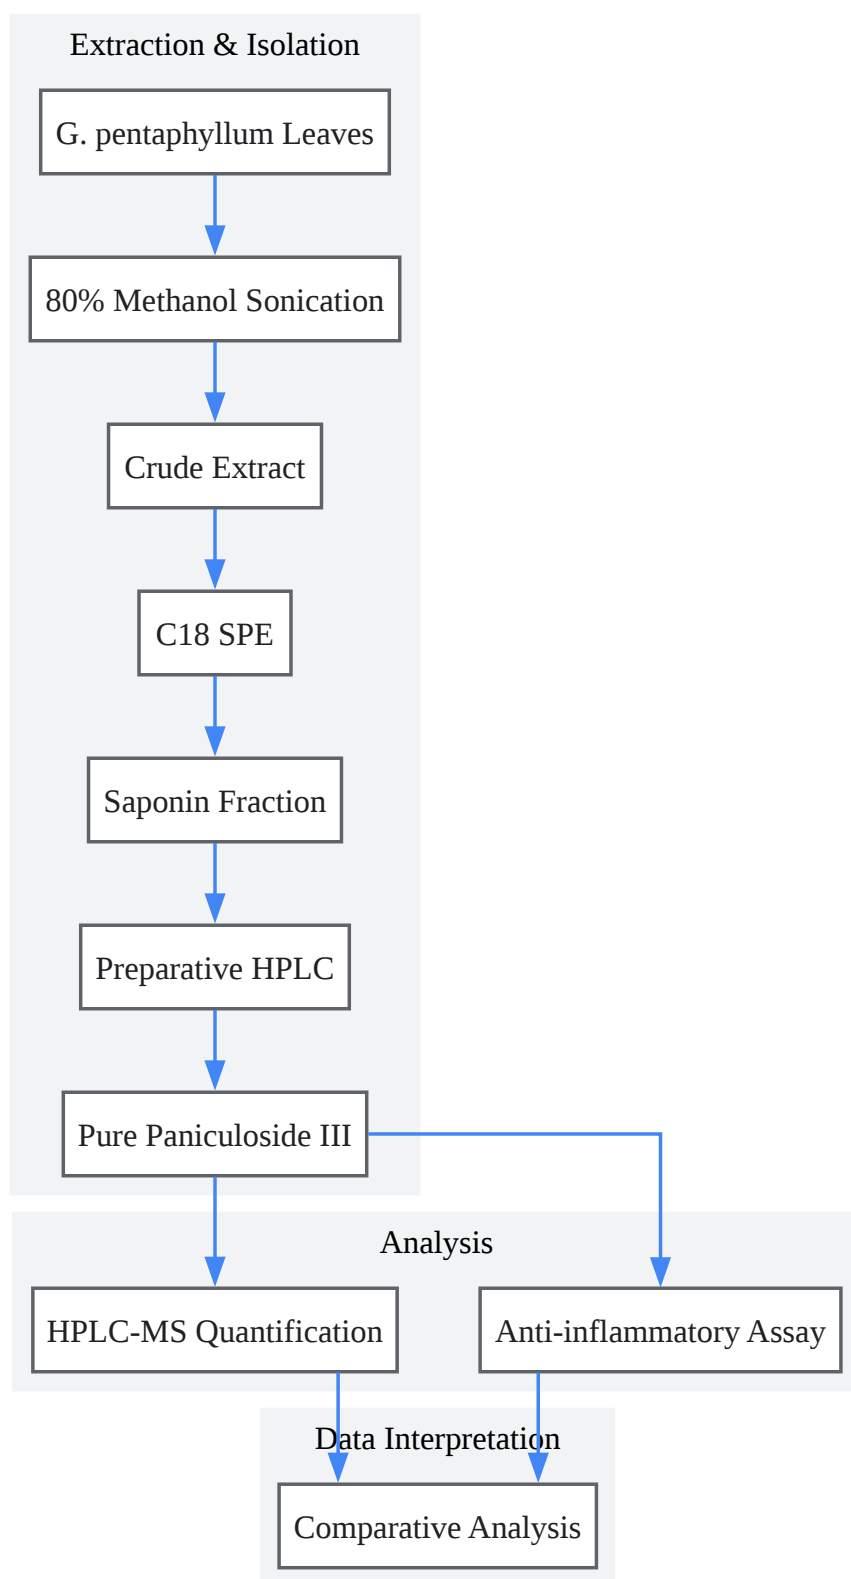 Extraction & Isolation
G. pentaphyllum Leaves
80% Methanol Sonication
Crude Extract
C18 SPE
Saponin Fraction
Preparative HPLC
Pure Paniculoside III
Analysis
HPLC-MS Quantification
Anti-inflammatory Assay
Data Interpretation
Comparative Analysis